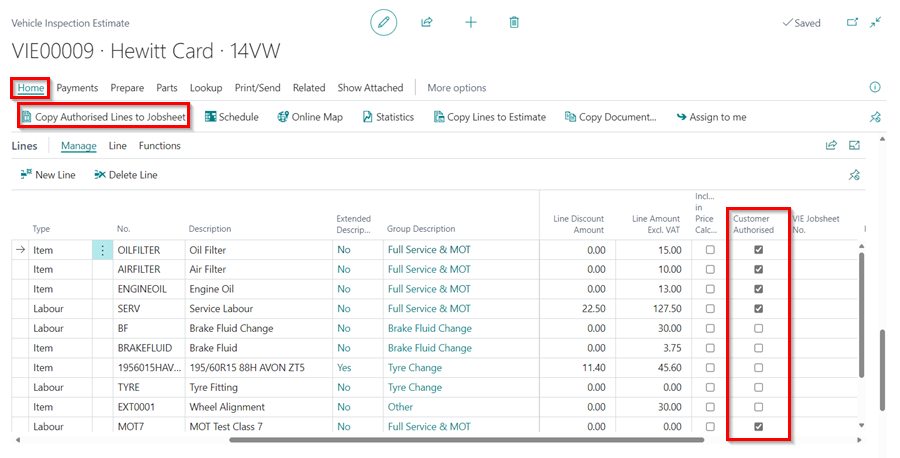 Vehicle Inspection Estimate
Saved
VIE00009 · Hewitt Card · 14VW
Home Payments Prepare Parts Lookup Print/Send Related Show Attached More options
Copy Authorised Lines to Jobsheet Schedule Online Map Statistics Copy Lines to Estimate Copy Document... Assign to me
Lines Manage Line Functions
New Line Delete Line
Type No. Description Extended Descrip... Group Description Line Discount Amount Line Amount Excl. VAT Incl... in Price Calc... Customer Authorised VIE Jobsheet No.
Item OILFILTER Oil Filter No Full Service & MOT 0.00 15.00
Item AIRFILTER Air Filter No Full Service & MOT 0.00 10.00
Item ENGINEOIL Engine Oil No Full Service & MOT 0.00 13.00
Labour SERV Service Labour No Full Service & MOT 22.50 127.50
Labour BF Brake Fluid Change No Brake Fluid Change 0.00 30.00
Item BRAKEFLUID Brake Fluid No Brake Fluid Change 0.00 3.75
Item 1956015HAV... 195/60R15 88H AVON ZT5 Yes Tyre Change 11.40 45.60
Labour TYRE Tyre Fitting No Tyre Change 0.00 0.00
Item EXT0001 Wheel Alignment No Other 0.00 30.00
Labour MOT7 MOT Test Class 7 No Full Service & MOT 0.00 0.00